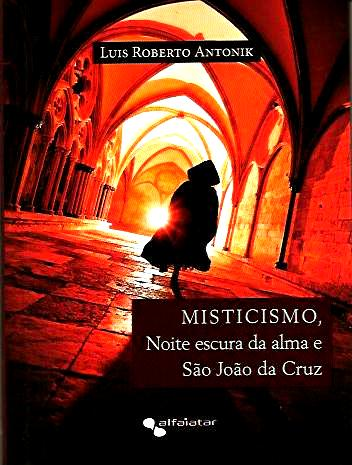 LUIS ROBERTO ANTONIK
MISTICISMO,
Noite escura da alma e
São João da Cruz
alfaiatar